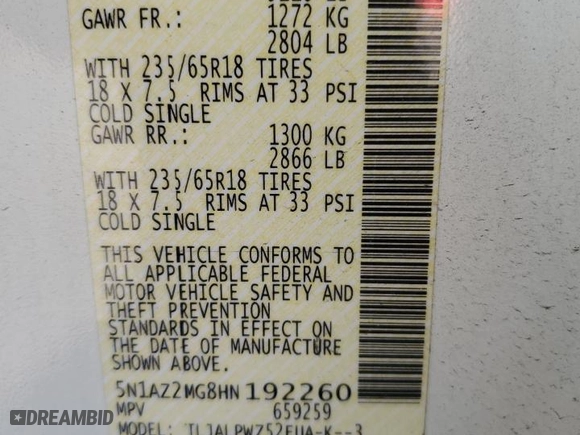 GAWR FR.: 1272 KG
2804 LB
WITH 235/65R18 TIRES
18 X 7.5 RIMS AT 33 PSI
COLD SINGLE
GAWR RR.: 1300 KG
2866 LB
WITH 235/65R18 TIRES
18 X 7.5 RIMS AT 33 PSI
COLD SINGLE
THIS VEHICLE CONFORMS TO
ALL APPLICABLE FEDERAL
MOTOR VEHICLE SAFETY AND
THEFT PREVENTION
STANDARDS IN EFFECT ON
THE DATE OF MANUFACTURE
SHOWN ABOVE.
5N1AZ2MG8HN192260
MPV 659259
MODEL:
DREAMBID